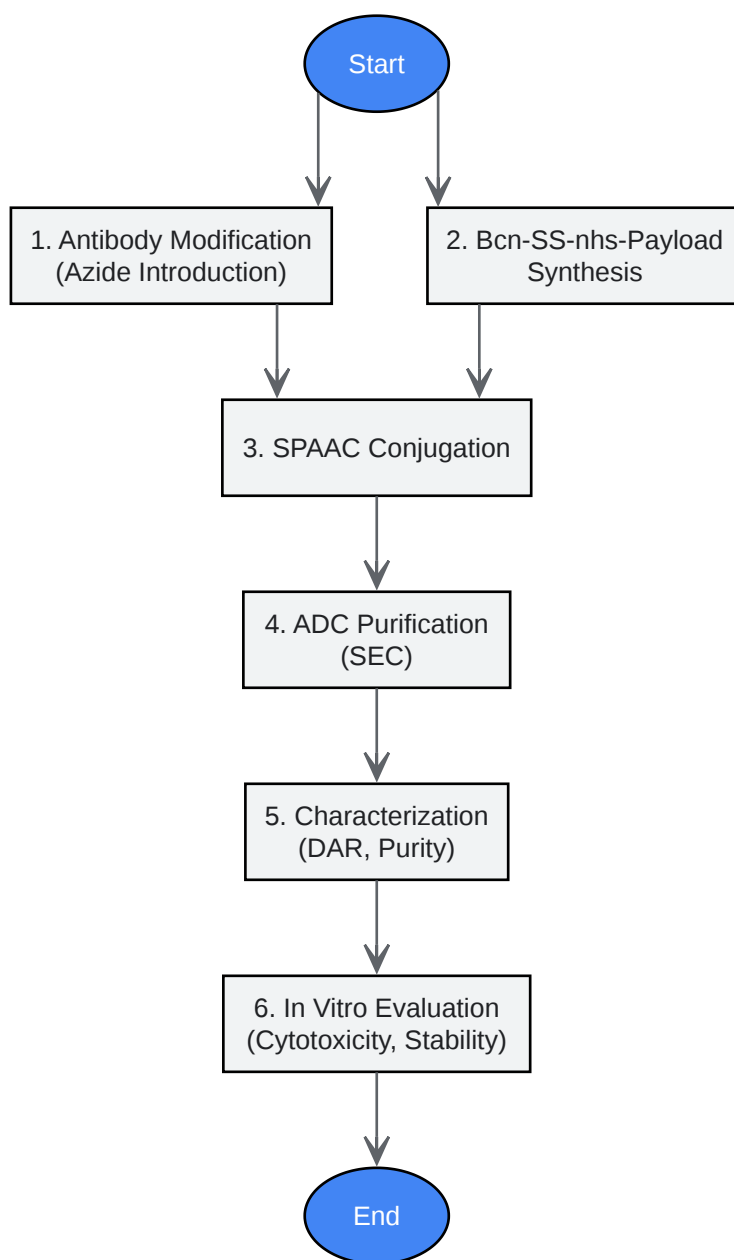 Start
1. Antibody Modification
(Azide Introduction)
2. Bcn-SS-nhs-Payload
Synthesis
3. SPAAC Conjugation
4. ADC Purification
(SEC)
5. Characterization
(DAR, Purity)
6. In Vitro Evaluation
(Cytotoxicity, Stability)
End